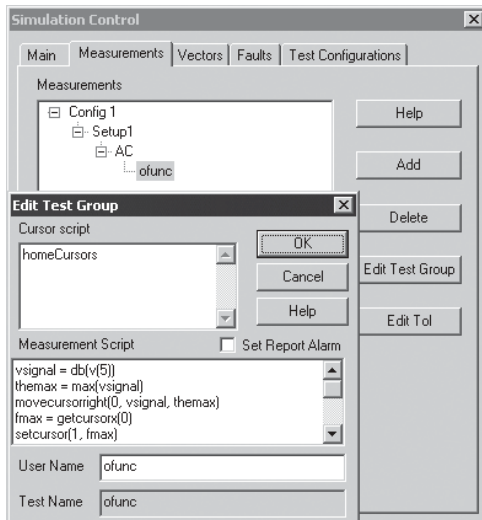 Simulation Control
Main Measurements Vectors Faults Test Configurations
Measurements
Config 1
Setup1
AC
ofunc
Help
Add
Delete
Edit Test Group
Edit Tol
Edit Test Group
Cursor script
homeCursors
OK
Cancel
Help
Measurement Script
Set Report Alarm
vsignal = db(v(5))
themax = max(vsignal)
movecursorright(0, vsignal, themax)
fmax = getcursorx(0)
setcursor(1, fmax)
User Name ofunc
Test Name ofunc